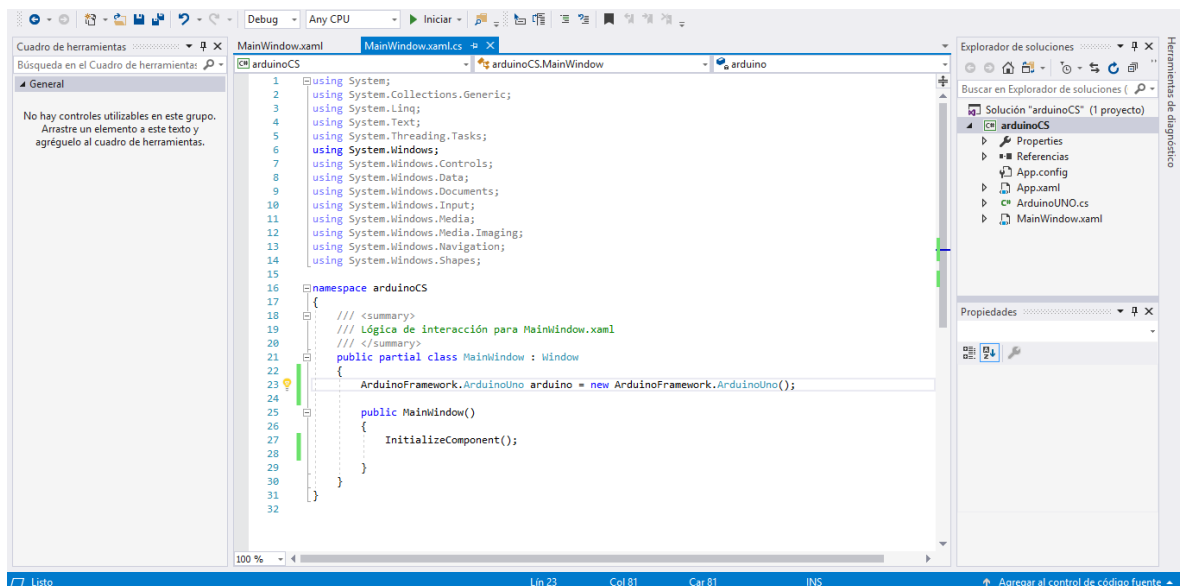 Debug Any CPU Iniciar
Cuadro de herramientas
Búsqueda en el Cuadro de herramientas
General
No hay controles utilizables en este grupo.
Arrastre un elemento a este texto y
agréguelo al cuadro de herramientas.
MainWindow.xaml MainWindow.xaml.cs
arduinoCS arduinoCS.MainWindow arduino
1 using System;
2 using System.Collections.Generic;
3 using System.Linq;
4 using System.Text;
5 using System.Threading.Tasks;
6 using System.Windows;
7 using System.Windows.Controls;
8 using System.Windows.Data;
9 using System.Windows.Documents;
10 using System.Windows.Input;
11 using System.Windows.Media;
12 using System.Windows.Media.Imaging;
13 using System.Windows.Navigation;
14 using System.Windows.Shapes;
15
16 namespace arduinoCS
17 {
18 /// <summary>
19 /// Lógica de interacción para MainWindow.xaml
20 /// </summary>
21 public partial class MainWindow : Window
22 {
23 ArduinoFramework.ArduinoUno arduino = new ArduinoFramework.ArduinoUno();
24
25 public MainWindow()
26 {
27 InitializeComponent();
28
29 }
30 }
31 }
32
100 %
Explorador de soluciones
Buscar en Explorador de soluciones (
Solución "arduinoCS" (1 proyecto)
C# arduinoCS
Properties
Referencias
App.config
App.xaml
C# ArduinoUNO.cs
MainWindow.xaml
Propiedades
Herramientas de diagnóstico
Listo Lín 23 Col 81 Car 81 INS Agregar al control de código fuente